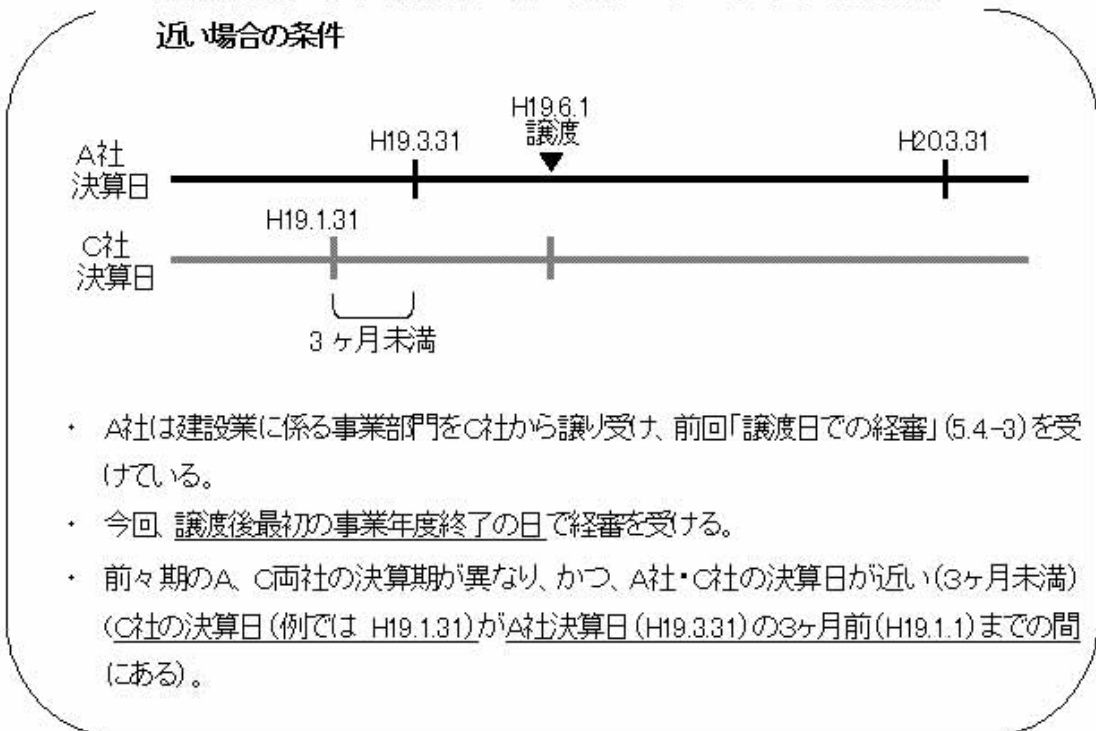 近い場合の条件
H19.6.1
譲渡
H19.3.31
H20.3.31
A社
決算日
H19.1.31
C社
決算日
3ヶ月未満
・ A社は建設業に係る事業部門をC社から譲り受け、前回「譲渡日での経審」(5.4.-3)を受
けている。
・ 今回、譲渡後最初の事業年度終了の日で経審を受ける。
・ 前々期のA、C両社の決算期が異なり、かつ、A社・C社の決算日が近い(3ヶ月未満)
(C社の決算日(例では H19.1.31)がA社決算日(H19.3.31)の3ヶ月前(H19.1.1)までの間
にある)。